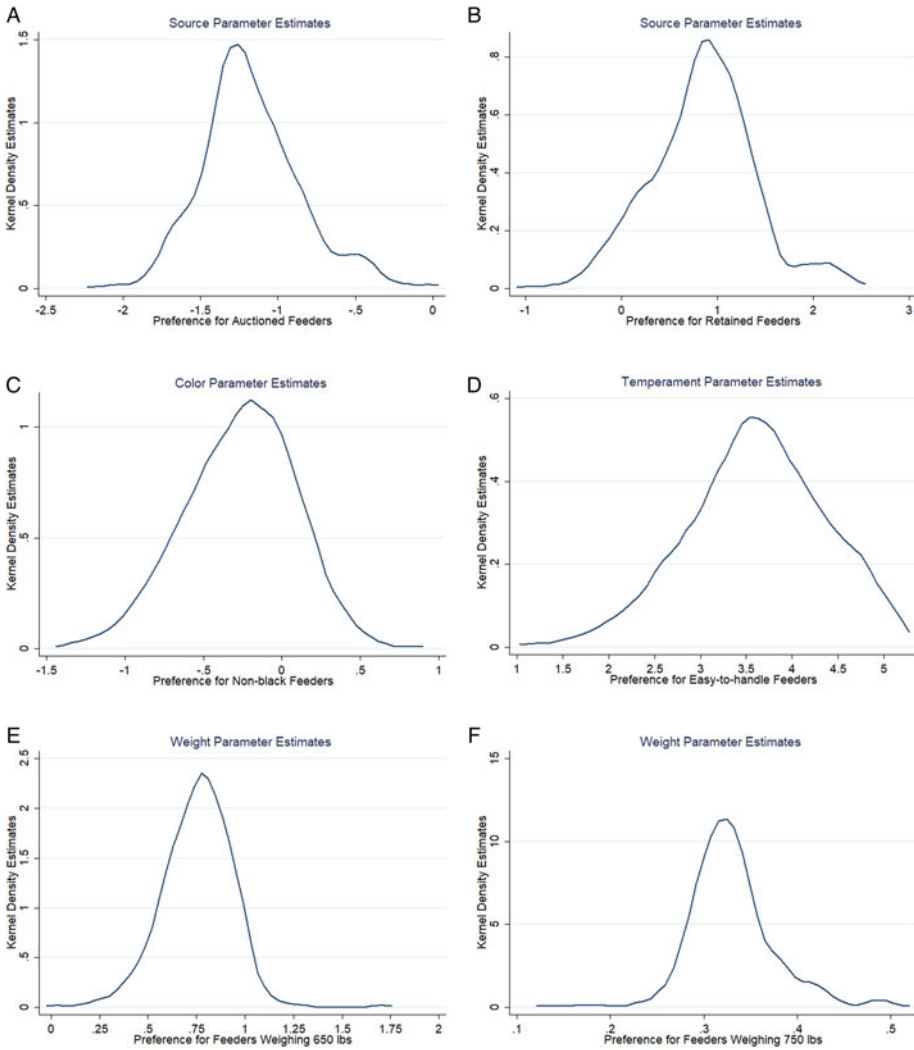 A
Source Parameter Estimates
Kernel Density Estimates
0 .5 1 1.5
-2.5 -2 -1.5 -1 -.5 0
Preference for Auctioned Feeders
B
Source Parameter Estimates
Kernel Density Estimates
0 .2 .4 .6 .8
-1 0 1 2 3
Preference for Retained Feeders
C
Color Parameter Estimates
Kernel Density Estimates
0 .5 1
-1.5 -1 -.5 0 .5 1
Preference for Non-black Feeders
D
Temperament Parameter Estimates
Kernel Density Estimates
0 .2 .4 .6
1 1.5 2 2.5 3 3.5 4 4.5 5
Preference for Easy-to-handle Feeders
E
Weight Parameter Estimates
Kernel Density Estimates
0 .5 1 1.5 2 2.5
0 .25 .5 .75 1 1.25 1.5 1.75 2
Preference for Feeders Weighing 650 lbs
F
Weight Parameter Estimates
Kernel Density Estimates
0 5 10 15
.1 .2 .3 .4 .5
Preference for Feeders Weighing 750 lbs